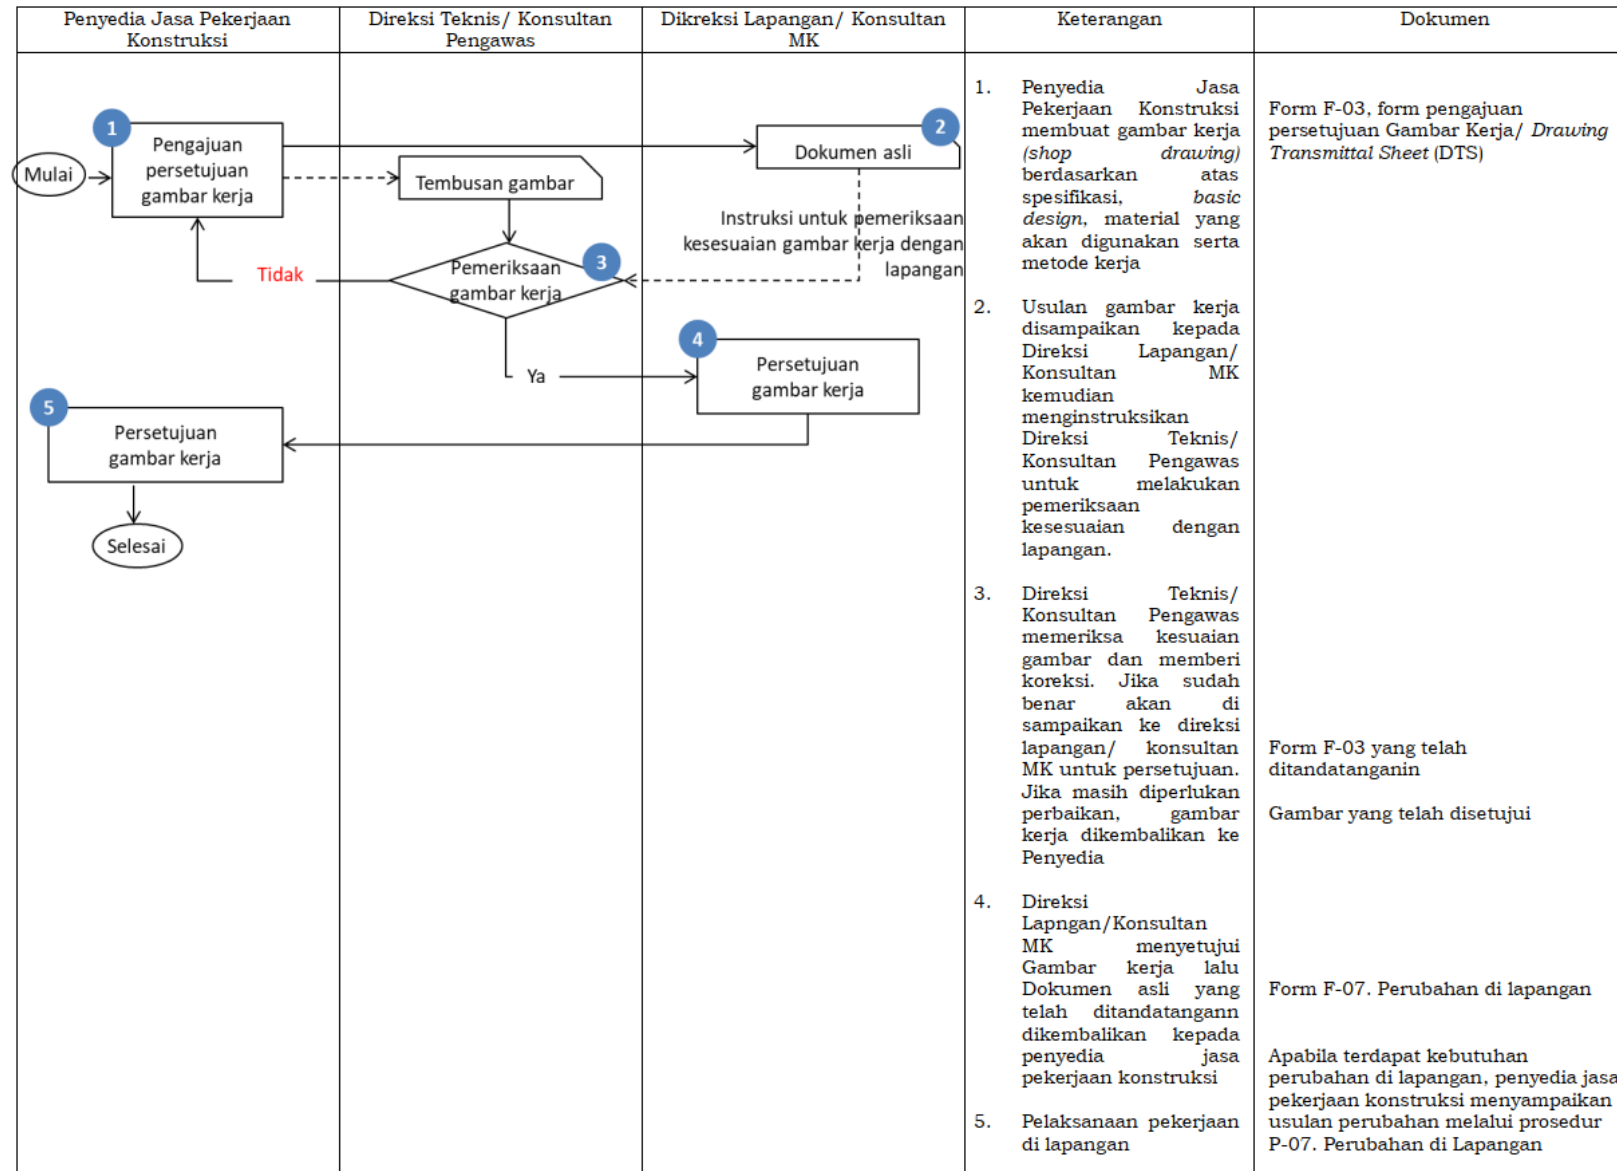 Penyedia Jasa Pekerjaan
Konstruksi
Direksi Teknis/ Konsultan
Pengawas
Dikreksi Lapangan/ Konsultan
MK
Keterangan
Dokumen
Mulai
1
Pengajuan
persetujuan
gambar kerja
Tembusan gambar
2
Dokumen asli
Instruksi untuk pemeriksaan
kesesuaian gambar kerja dengan
lapangan
3
Pemeriksaan
gambar kerja
Tidak
Ya
4
Persetujuan
gambar kerja
5
Persetujuan
gambar kerja
Selesai
1. Penyedia Jasa
Pekerjaan Konstruksi
membuat gambar kerja
(shop drawing)
berdasarkan atas
spesifikasi, basic
design, material yang
akan digunakan serta
metode kerja
2. Usulan gambar kerja
disampaikan kepada
Direksi Lapangan/
Konsultan MK
kemudian
menginstruksikan
Direksi Teknis/
Konsultan Pengawas
untuk melakukan
pemeriksaan
kesesuaian dengan
lapangan.
3. Direksi Teknis/
Konsultan Pengawas
memeriksa kesuaian
gambar dan memberi
koreksi. Jika sudah
benar akan di
sampaikan ke direksi
lapangan/ konsultan
MK untuk persetujuan.
Jika masih diperlukan
perbaikan, gambar
kerja dikembalikan ke
Penyedia
4. Direksi
Lapngan/Konsultan
MK menyetujui
Gambar kerja lalu
Dokumen asli yang
telah ditandatangann
dikembalikan kepada
penyedia jasa
pekerjaan konstruksi
5. Pelaksanaan pekerjaan
di lapangan
Form F-03, form pengajuan
persetujuan Gambar Kerja/ Drawing
Transmittal Sheet (DTS)
Form F-03 yang telah
ditandatanganin
Gambar yang telah disetujui
Form F-07. Perubahan di lapangan
Apabila terdapat kebutuhan
perubahan di lapangan, penyedia jasa
pekerjaan konstruksi menyampaikan
usulan perubahan melalui prosedur
P-07. Perubahan di Lapangan